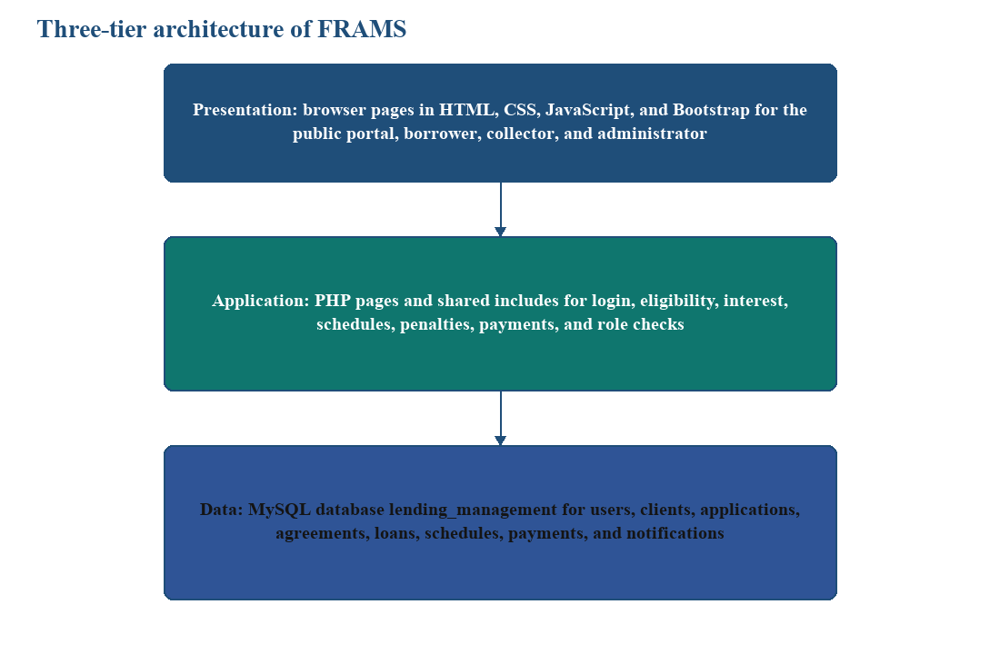 Three-tier architecture of FRAMS
Presentation: browser pages in HTML, CSS, JavaScript, and Bootstrap for the
public portal, borrower, collector, and administrator
Application: PHP pages and shared includes for login, eligibility, interest,
schedules, penalties, payments, and role checks
Data: MySQL database lending_management for users, clients, applications,
agreements, loans, schedules, payments, and notifications